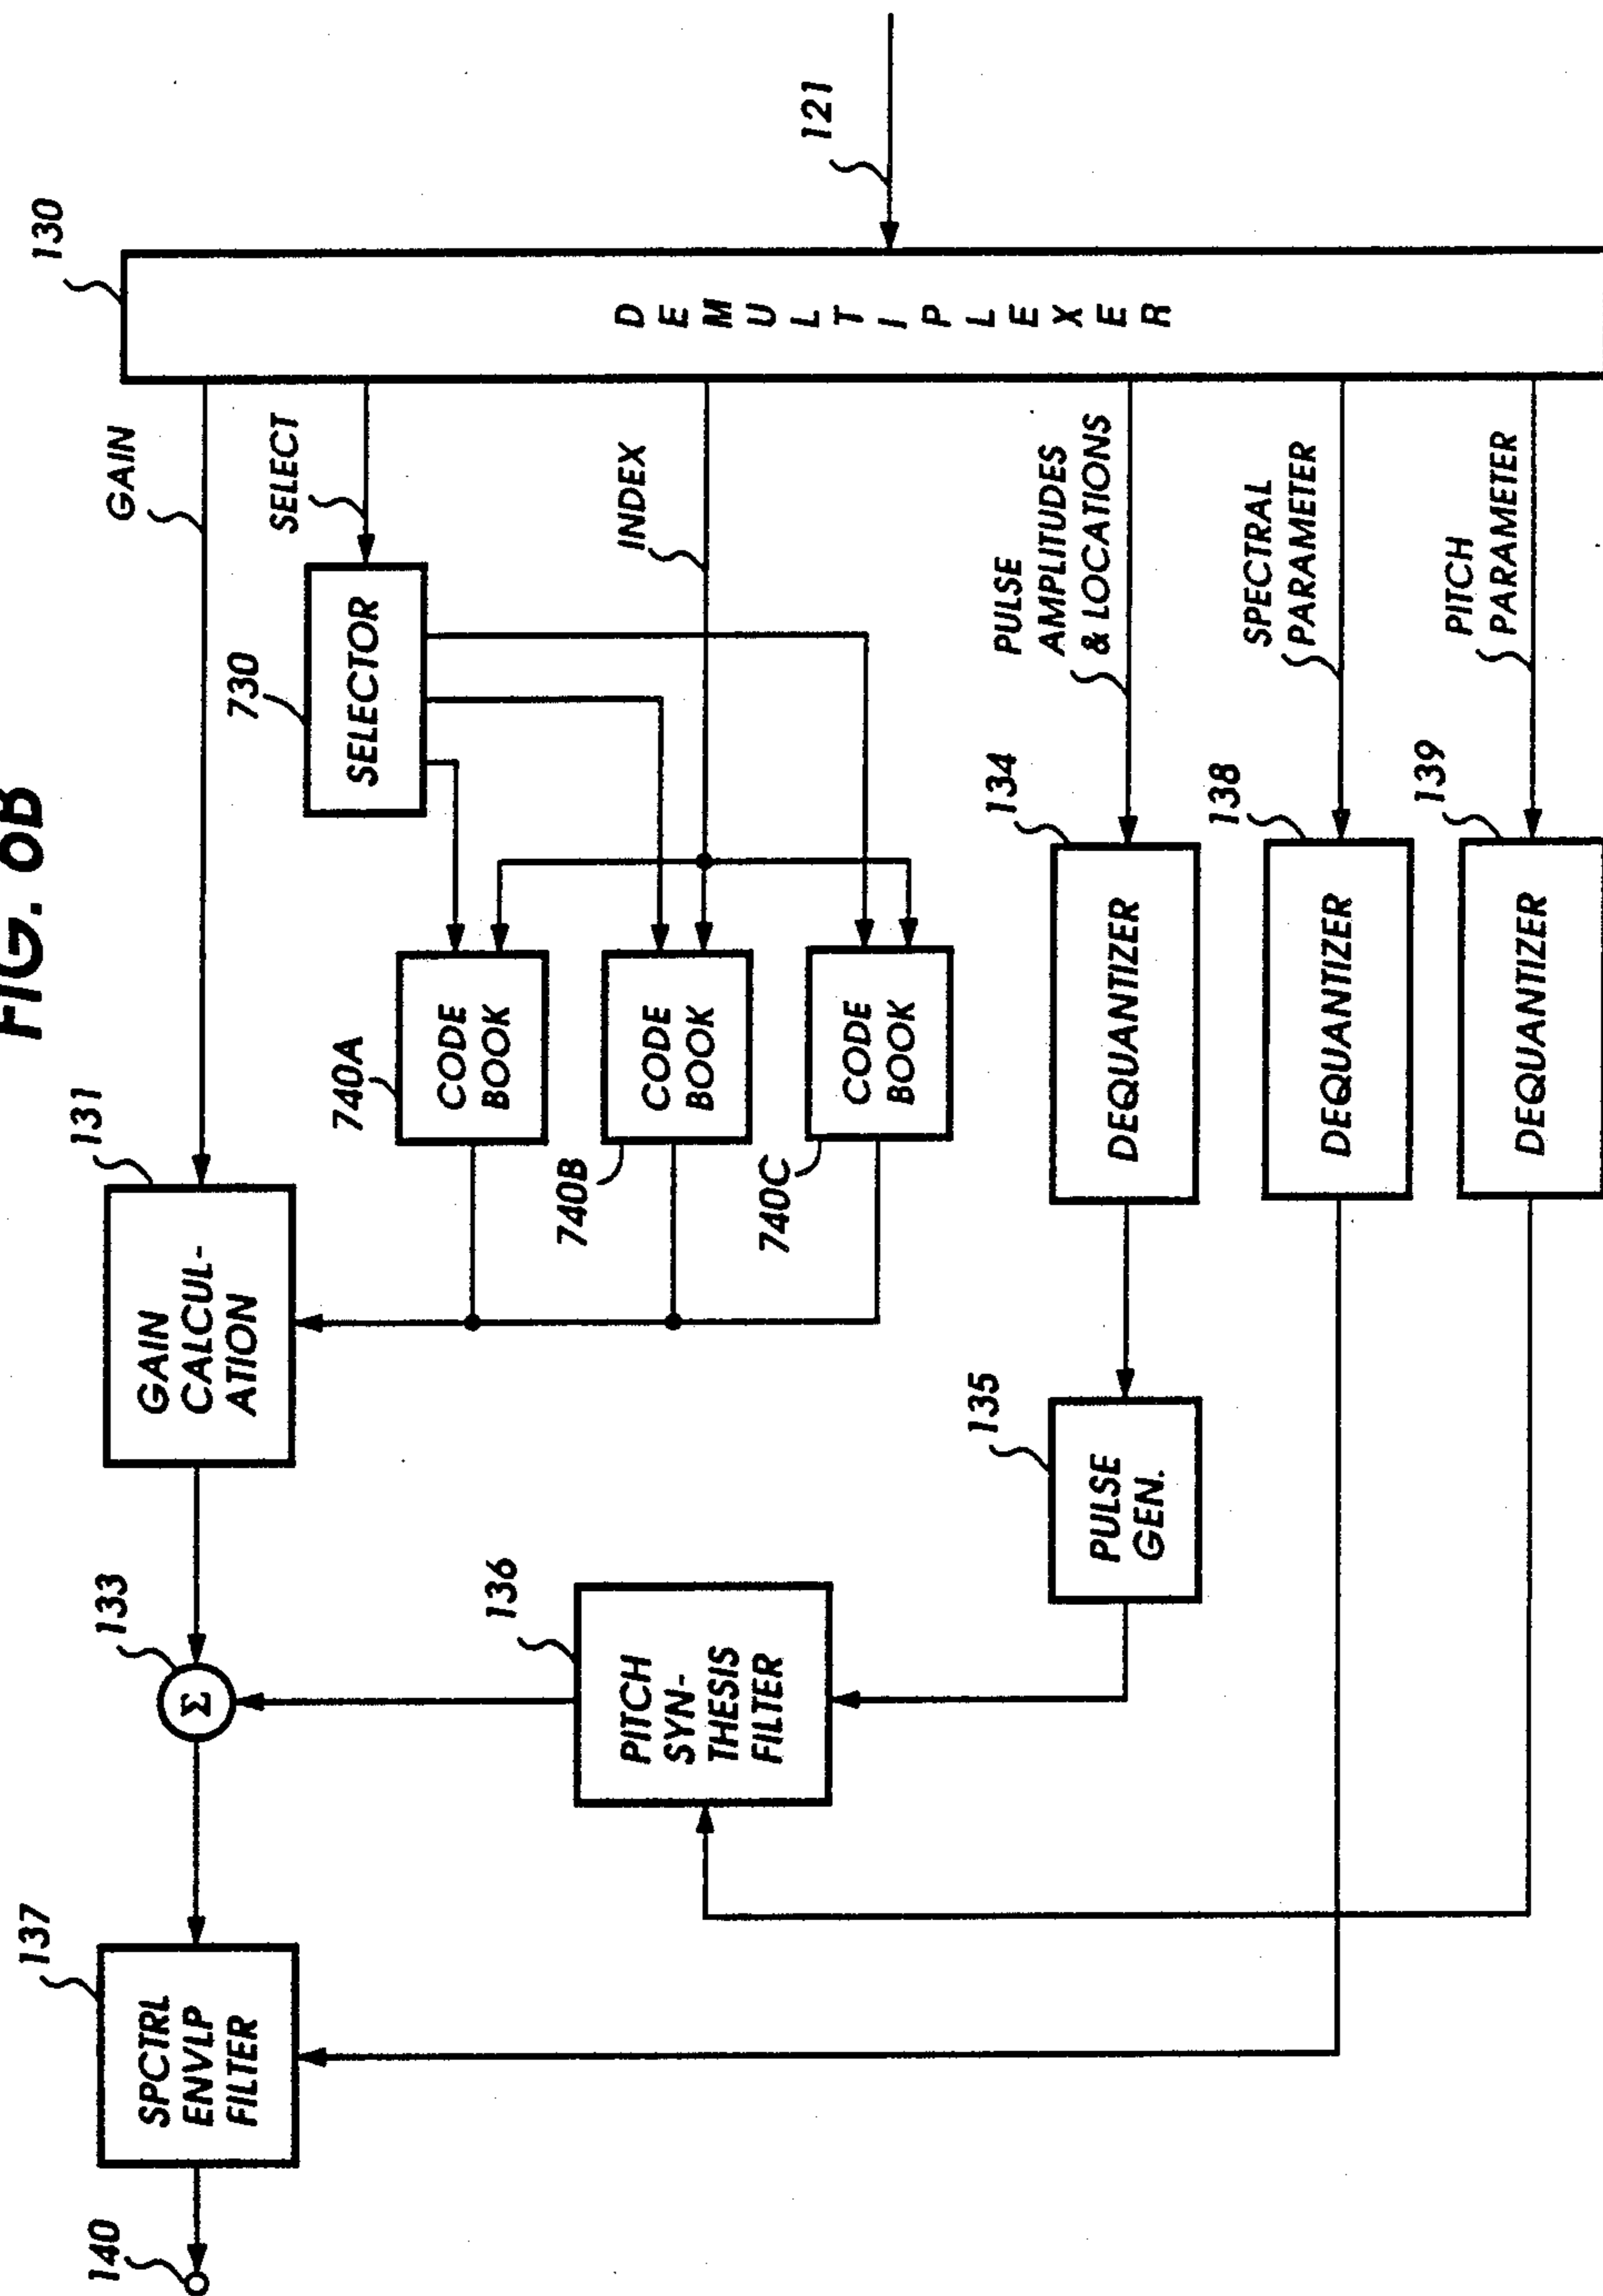 FIG.
140
137
SPCTRL
ENVLP
FILTER
133
Σ
131
GAIN
CALCUL-
ATION
GAIN
130
DEMULTIPLEXER
121
730
SELECTOR
SELECT
740A
CODE
BOOK
740B
CODE
BOOK
740C
CODE
BOOK
INDEX
136
PITCH
SYN-
THESIS
FILTER
135
PULSE
GEN.
134
DEQUANTIZER
PULSE
AMPLITUDES
& LOCATIONS
138
DEQUANTIZER
SPECTRAL
PARAMETER
139
DEQUANTIZER
PITCH
PARAMETER